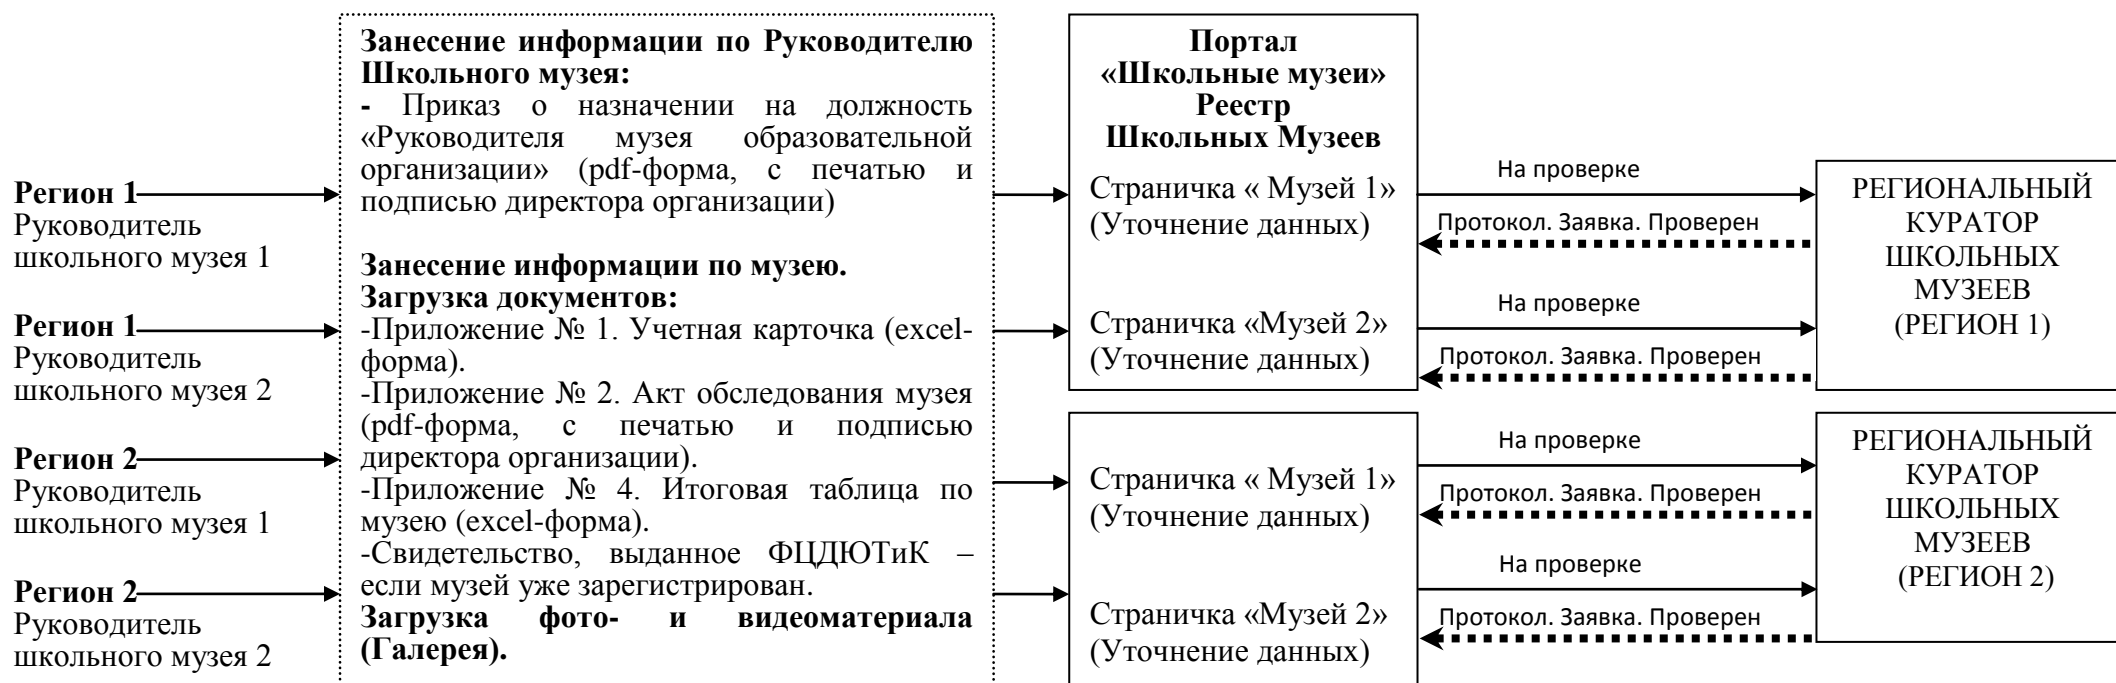 Регион 1
Руководитель
школьного музея 1
Регион 1
Руководитель
школьного музея 2
Регион 2
Руководитель
школьного музея 1
Регион 2
Руководитель
школьного музея 2
Занесение информации по Руководителю
Школьного музея:
- Приказ о назначении на должность
«Руководителя музея образовательной
организации» (pdf-форма, с печатью и
подписью директора организации)
Занесение информации по музею.
Загрузка документов:
-Приложение № 1. Учетная карточка (excel-
форма).
-Приложение № 2. Акт обследования музея
(pdf-форма, с печатью и подписью
директора организации).
-Приложение № 4. Итоговая таблица по
музею (excel-форма).
-Свидетельство, выданное ФЦДЮТиК –
если музей уже зарегистрирован.
Загрузка фото- и видеоматериала
(Галерея).
Портал
«Школьные музеи»
Реестр
Школьных Музеев
Страничка « Музей 1»
(Уточнение данных)
Страничка «Музей 2»
(Уточнение данных)
Страничка « Музей 1»
(Уточнение данных)
Страничка «Музей 2»
(Уточнение данных)
На проверке
Протокол. Заявка. Проверен
На проверке
Протокол. Заявка. Проверен
На проверке
Протокол. Заявка. Проверен
На проверке
Протокол. Заявка. Проверен
РЕГИОНАЛЬНЫЙ
КУРАТОР
ШКОЛЬНЫХ
МУЗЕЕВ
(РЕГИОН 1)
РЕГИОНАЛЬНЫЙ
КУРАТОР
ШКОЛЬНЫХ
МУЗЕЕВ
(РЕГИОН 2)